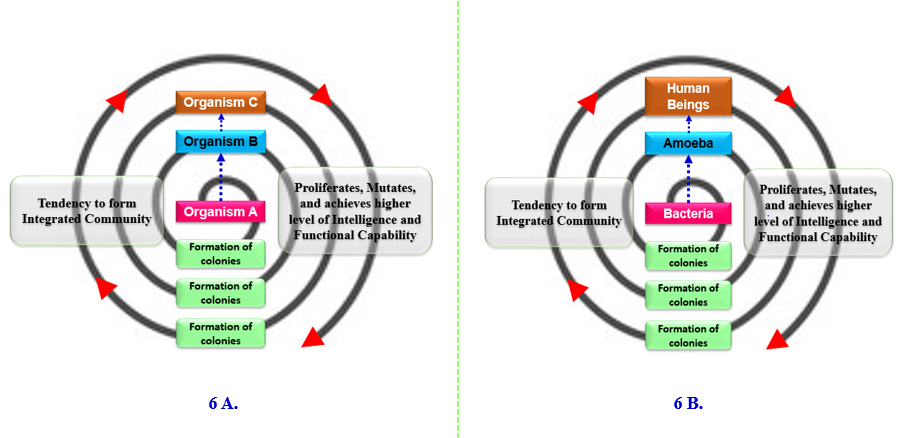 Organism C
Organism B
Tendency to form
Integrated Community
Organism A
Proliferates, Mutates,
and achieves higher
level of Intelligence and
Functional Capability
Formation of
colonies
Formation of
colonies
Formation of
colonies
6 A.
Human
Beings
Amoeba
Tendency to form
Integrated Community
Bacteria
Proliferates, Mutates,
and achieves higher
level of Intelligence and
Functional Capability
Formation of
colonies
Formation of
colonies
Formation of
colonies
6 B.